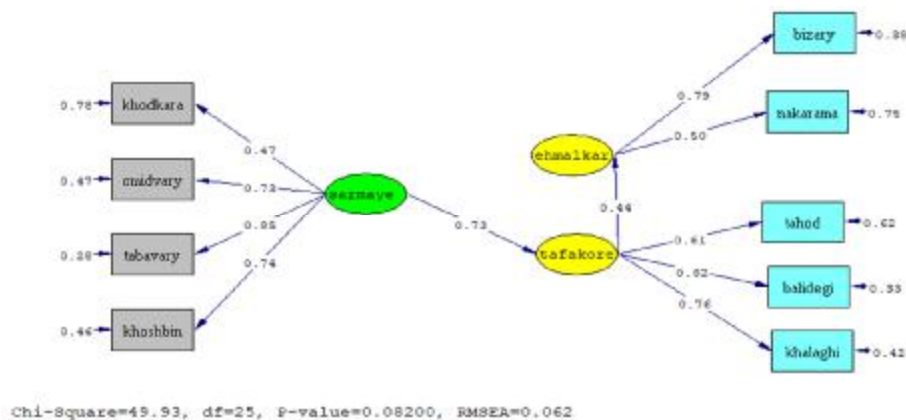 bizary
0.38
0.78
khodkara
0.79
nakarama
0.75
0.50
0.47
ehmalkar
0.47
omidvary
0.73
sarmaye
0.44
tahod
0.62
0.61
0.85
0.73
0.28
tabavary
tafakore
0.74
0.82
balidegi
0.33
0.76
0.46
khoshbin
khalaghi
0.42
Chi-Square=49.93, df=25, P-value=0.08200, RMSEA=0.062